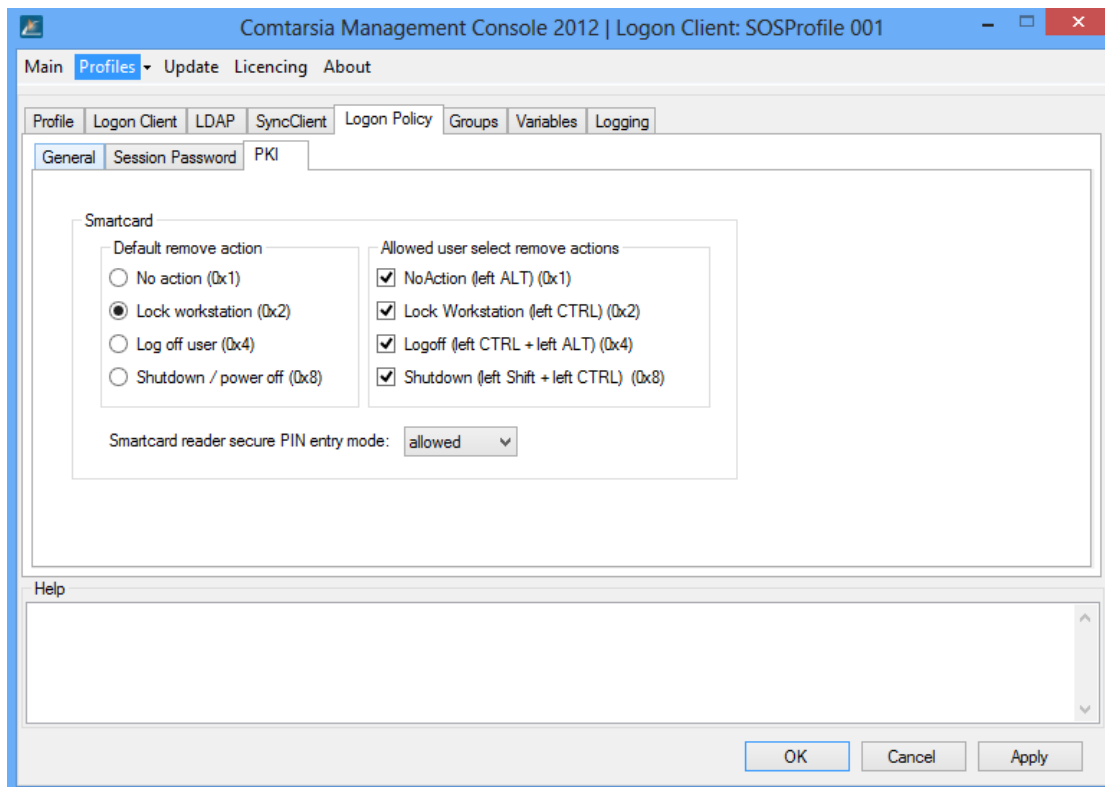 Comtarsia Management Console 2012 | Logon Client: SOSProfile 001
Main Profiles Update Licencing About
Profile Logon Client LDAP SyncClient Logon Policy Groups Variables Logging
General Session Password PKI
Smartcard
Default remove action
No action (0x1)
Lock workstation (0x2)
Log off user (0x4)
Shutdown / power off (0x8)
Allowed user select remove actions
NoAction (left ALT) (0x1)
Lock Workstation (left CTRL) (0x2)
Logoff (left CTRL + left ALT) (0x4)
Shutdown (left Shift + left CTRL) (0x8)
Smartcard reader secure PIN entry mode: allowed
Help
OK Cancel Apply